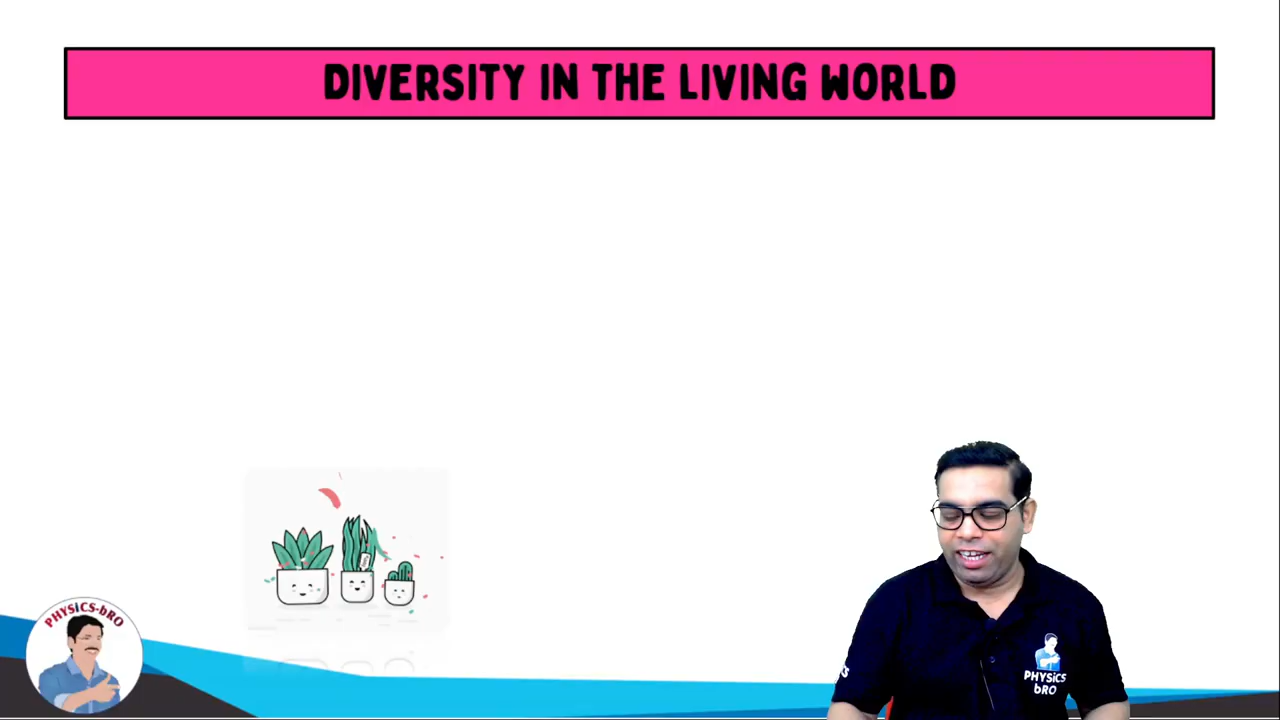 DIVERSITY IN THE LIVING WORLD
PHYSICS-bRO
PHYSiCS
bRO